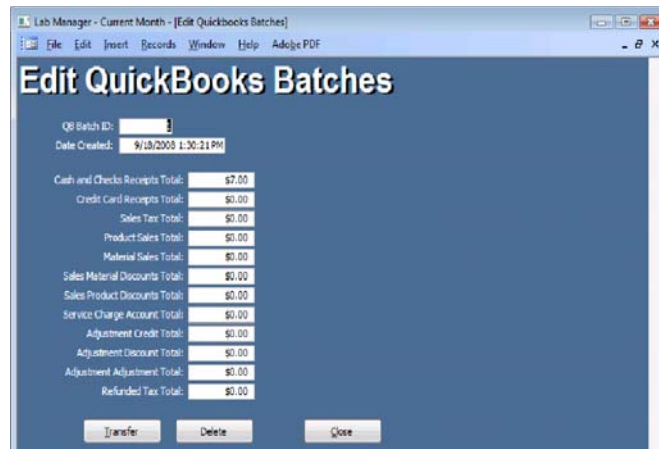 Lab Manager - Current Month - [Edit Quickbooks Batches]
File Edit Insert Records Window Help Adobe PDF
Edit QuickBooks Batches
QB Batch ID:
Date Created: 9/18/2008 1:30:21 PM
Cash and Checks Receipts Total: $7.00
Credit Card Receipts Total: $0.00
Sales Tax Total: $0.00
Product Sales Total: $0.00
Material Sales Total: $0.00
Sales Material Discounts Total: $0.00
Sales Product Discounts Total: $0.00
Service Charge Account Total: $0.00
Adjustment Credit Total: $0.00
Adjustment Discount Total: $0.00
Adjustment Adjustment Total: $0.00
Refunded Tax Total: $0.00
Transfer Delete Close